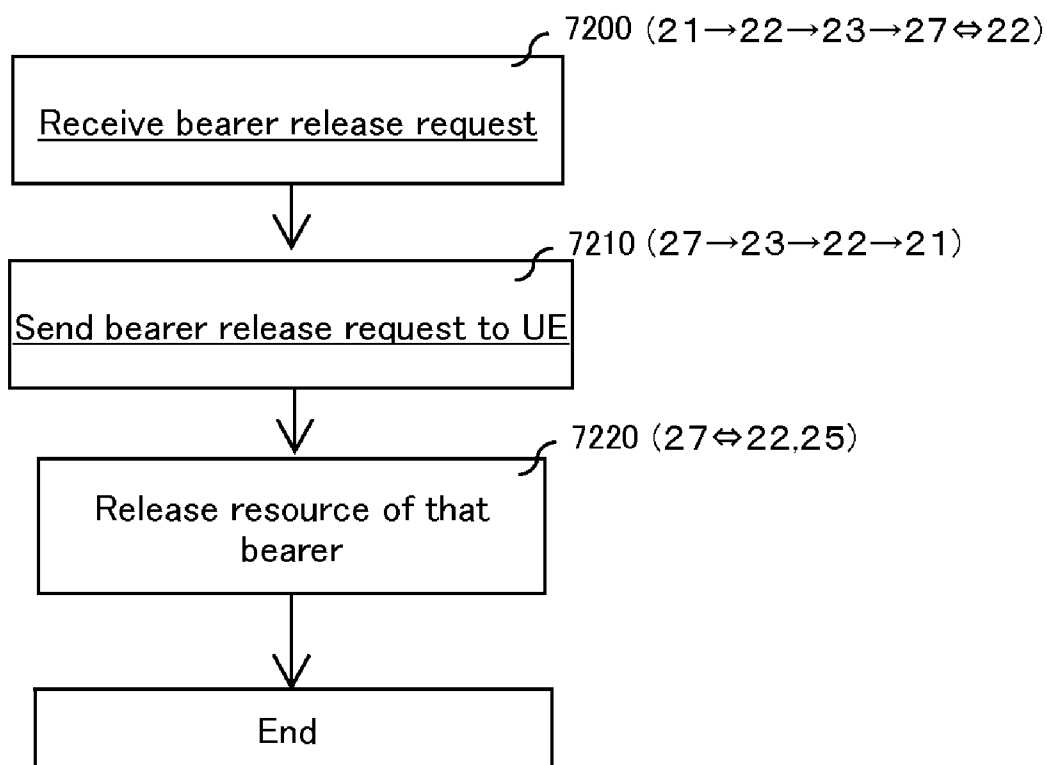 7200 (21→22→23→27⇔22)
Receive bearer release request
7210 (27→23→22→21)
Send bearer release request to UE
7220 (27⇔22,25)
Release resource of that
bearer
End